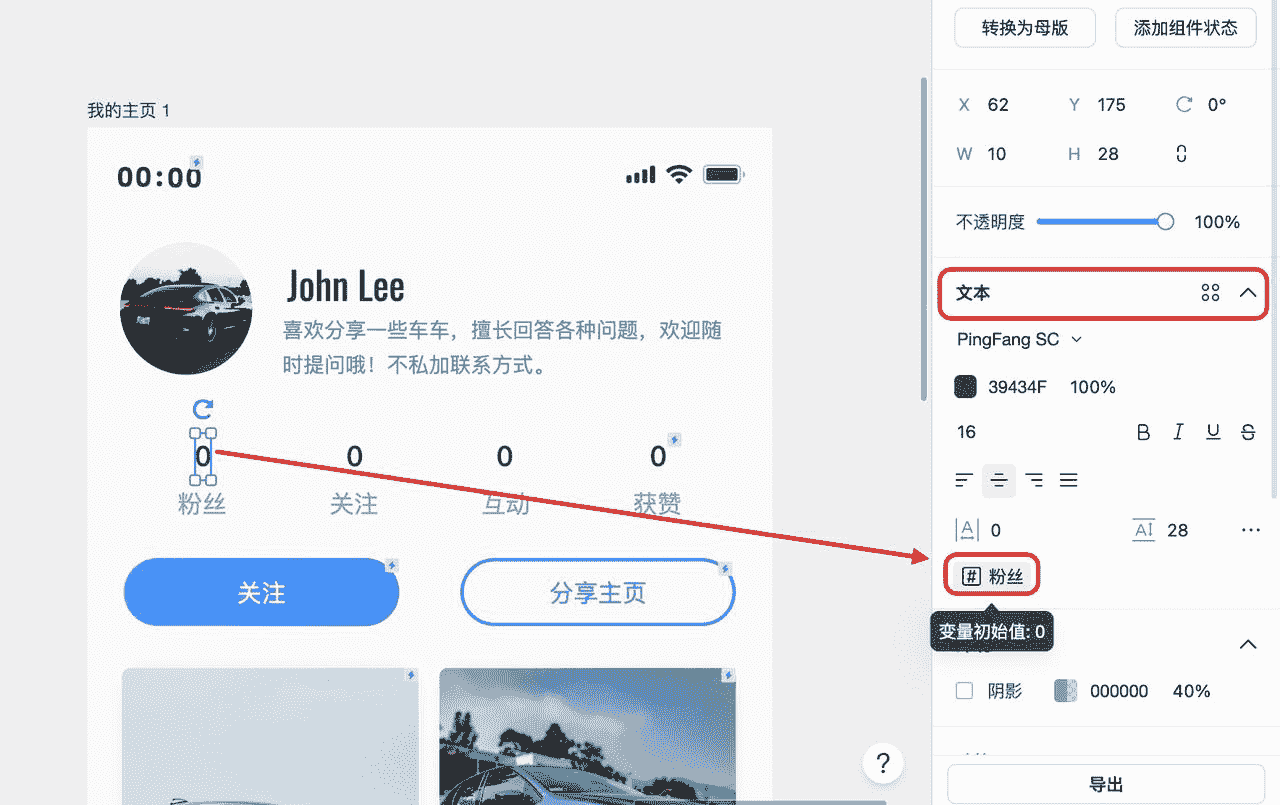 我的主页 1
00:00
John Lee
喜欢分享一些车车，擅长回答各种问题，欢迎随
时提问哦！不私加联系方式。
0 0 0 0
粉丝 关注 互动 获赞
关注 分享主页
?
转换为母版 添加组件状态
X 62 Y 175 0°
W 10 H 28
不透明度 100%
文本
PingFang SC
39434F 100%
16 B I U S
A 0 AI 28 ...
# 粉丝
变量初始值: 0
阴影 000000 40%
导出